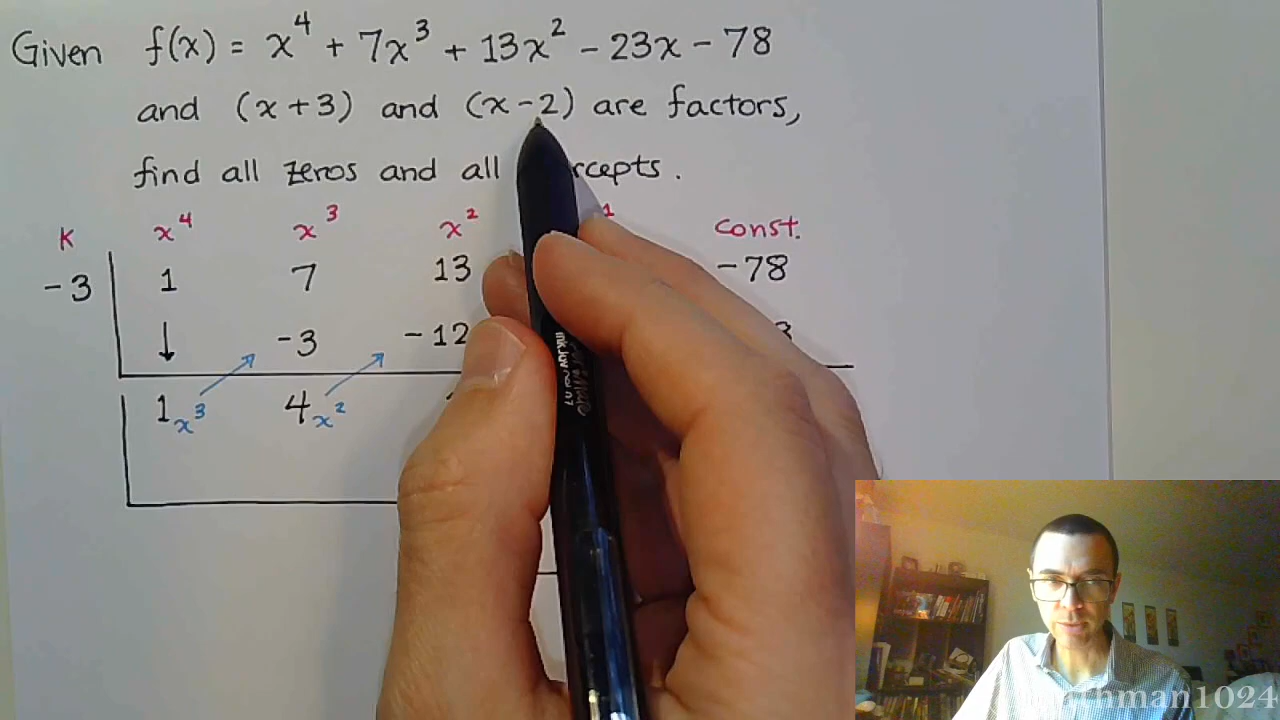 Given f(x) = x⁴ + 7x³ + 13x² - 23x - 78
and (x + 3) and (x - 2) are factors,
find all zeros and all .
K x⁴ x³ x² 1 const.
-3 1 7 13 -78
↓ -3 -12
1x³ 4x²